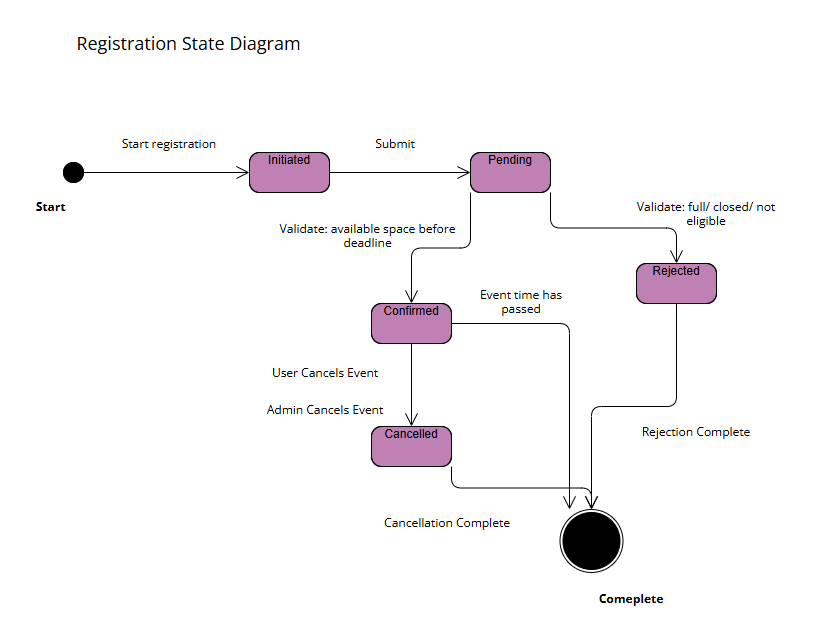 Registration State Diagram
Start registration
Submit
Initiated
Pending
Start
Validate: full/ closed/ not
eligible
Validate: available space before
deadline
Rejected
Event time has
passed
Confirmed
User Cancels Event
Admin Cancels Event
Cancelled
Rejection Complete
Cancellation Complete
Comeplete